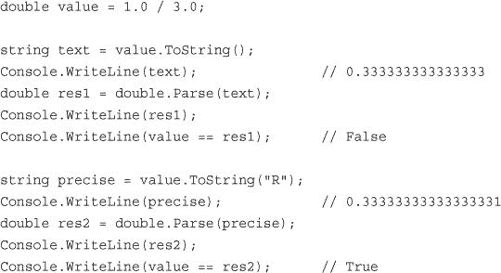 double value = 1.0 / 3.0;
string text = value.ToString();
Console.WriteLine(text); // 0.333333333333333
double res1 = double.Parse(text);
Console.WriteLine(res1);
Console.WriteLine(value == res1); // False
string precise = value.ToString("R");
Console.WriteLine(precise); // 0.33333333333333331
double res2 = double.Parse(precise);
Console.WriteLine(res2);
Console.WriteLine(value == res2); // True